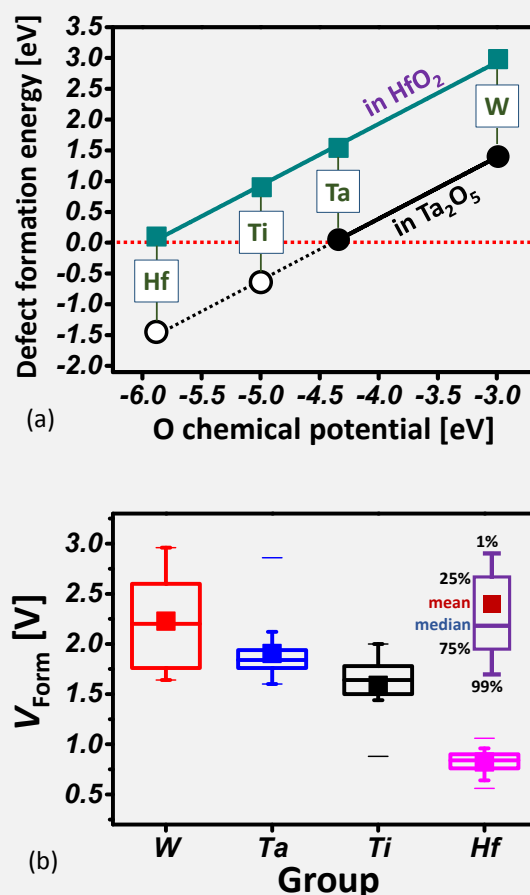 3.5
3.0
2.5
2.0
1.5
1.0
0.5
0.0
-0.5
-1.0
-1.5
-2.0
Defect formation energy [eV]
in HfO2
in Ta2O5
Hf
Ti
Ta
W
-6.0 -5.5 -5.0 -4.5 -4.0 -3.5 -3.0
O chemical potential [eV]
(a)
3.0
2.5
2.0
1.5
1.0
0.5
VForm [V]
1%
25%
mean
median
75%
99%
W Ta Ti Hf
Group
(b)